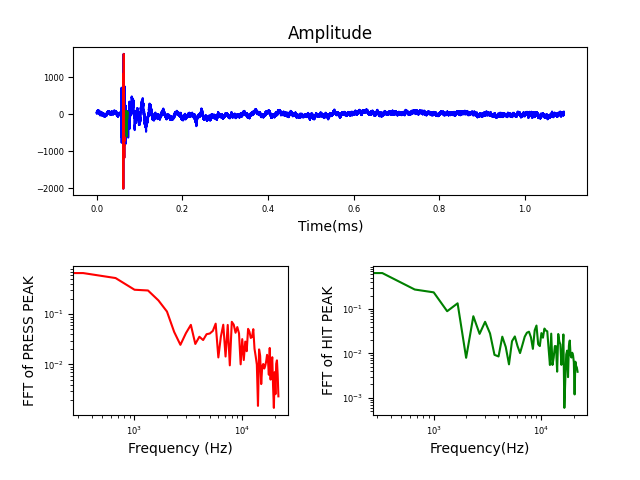 Amplitude
1000
0
−1000
−2000
0.0 0.2 0.4 0.6 0.8 1.0
Time(ms)
FFT of PRESS PEAK
10⁻¹
10⁻²
10³ 10⁴
Frequency (Hz)
FFT of HIT PEAK
10⁻¹
10⁻²
10⁻³
10³ 10⁴
Frequency(Hz)